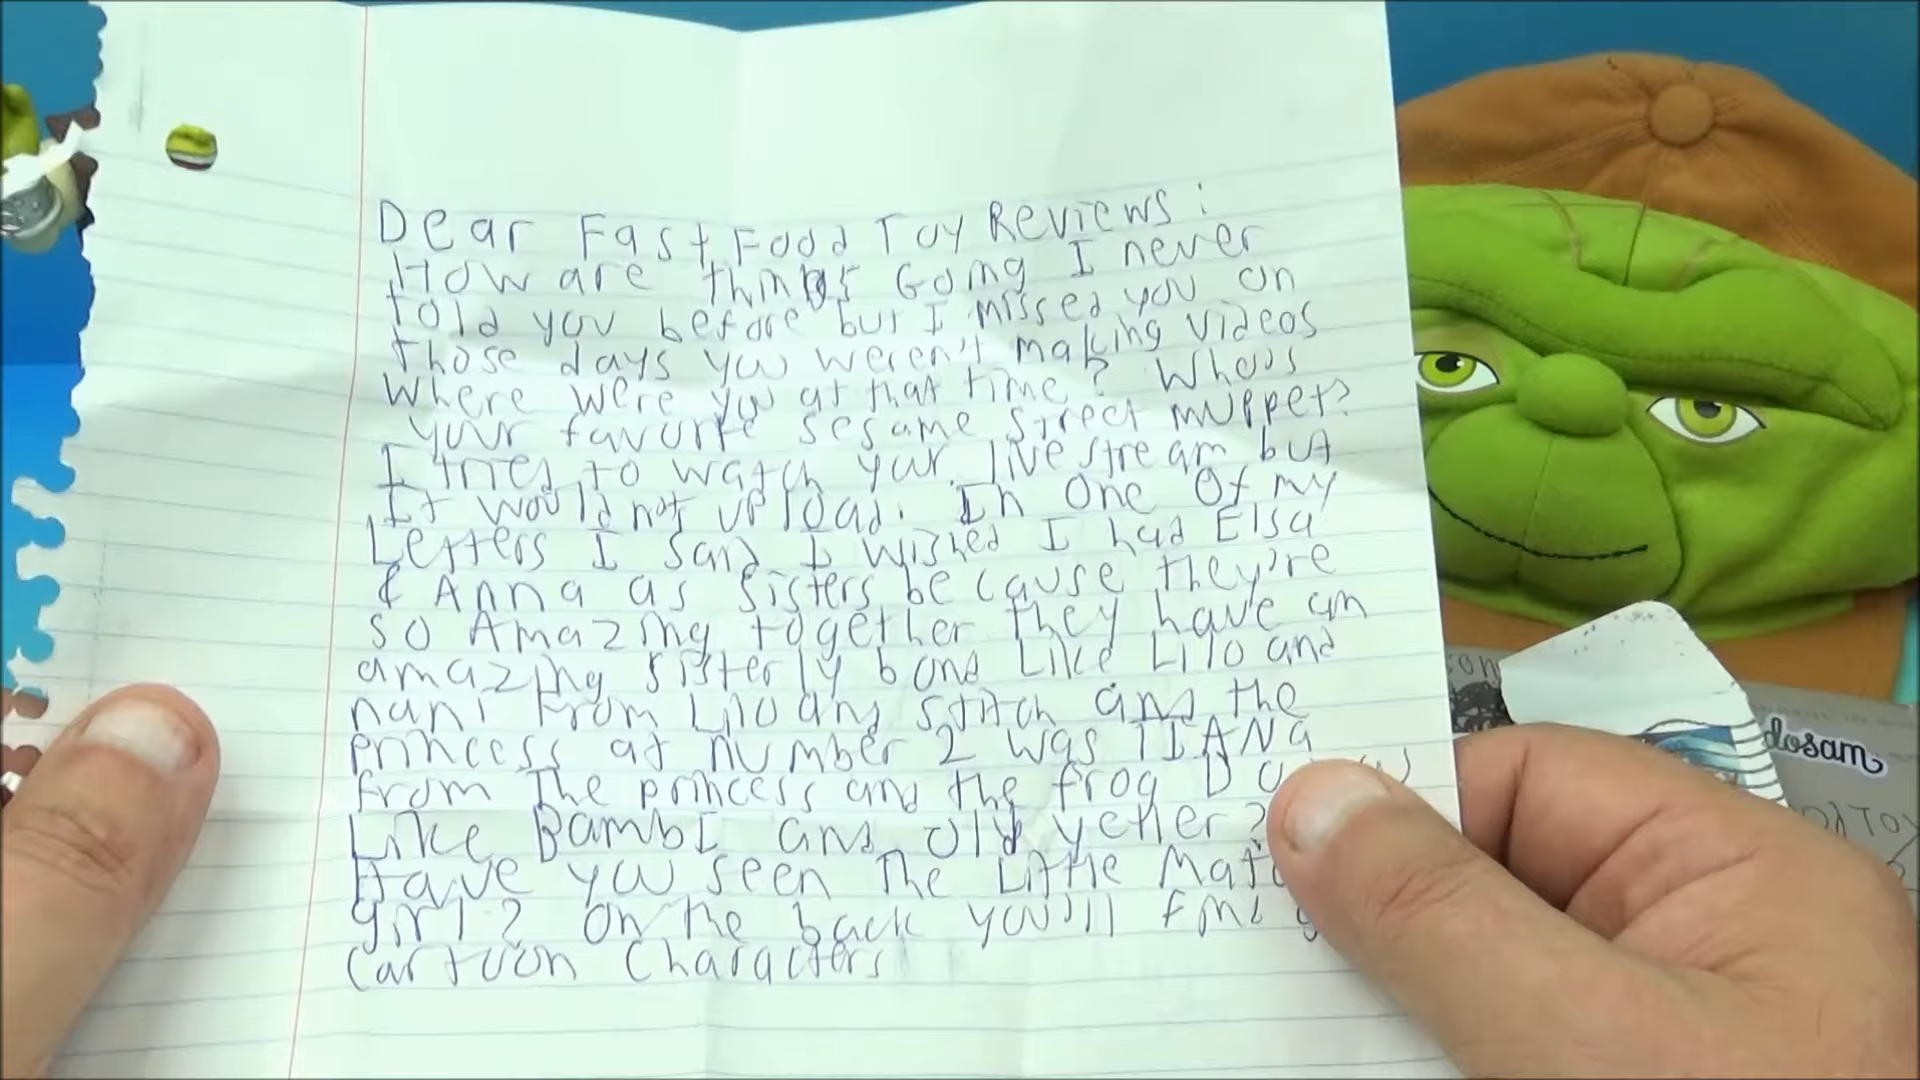 Dear Fast Food Toy Reviews:
How are things Going I never
told you before but I missed you on
those days you weren't making videos
Where were you at that time? Who's
your favorite sesame street muppet?
I tried to watch your livestream but
It would not upload. In One Of my
Letters I said I wished I had Elsa
& Anna as sisters because they're
so Amazing together they have an
amazing sisterly bond Like Lilo and
nani from Lilo and stitch and the
princess at number 2 was TIANa
from The princess and the frog
Like BambI and old yeller?
Have you seen The Little
girl? On the back you'll find
cartoon Characters
dosam